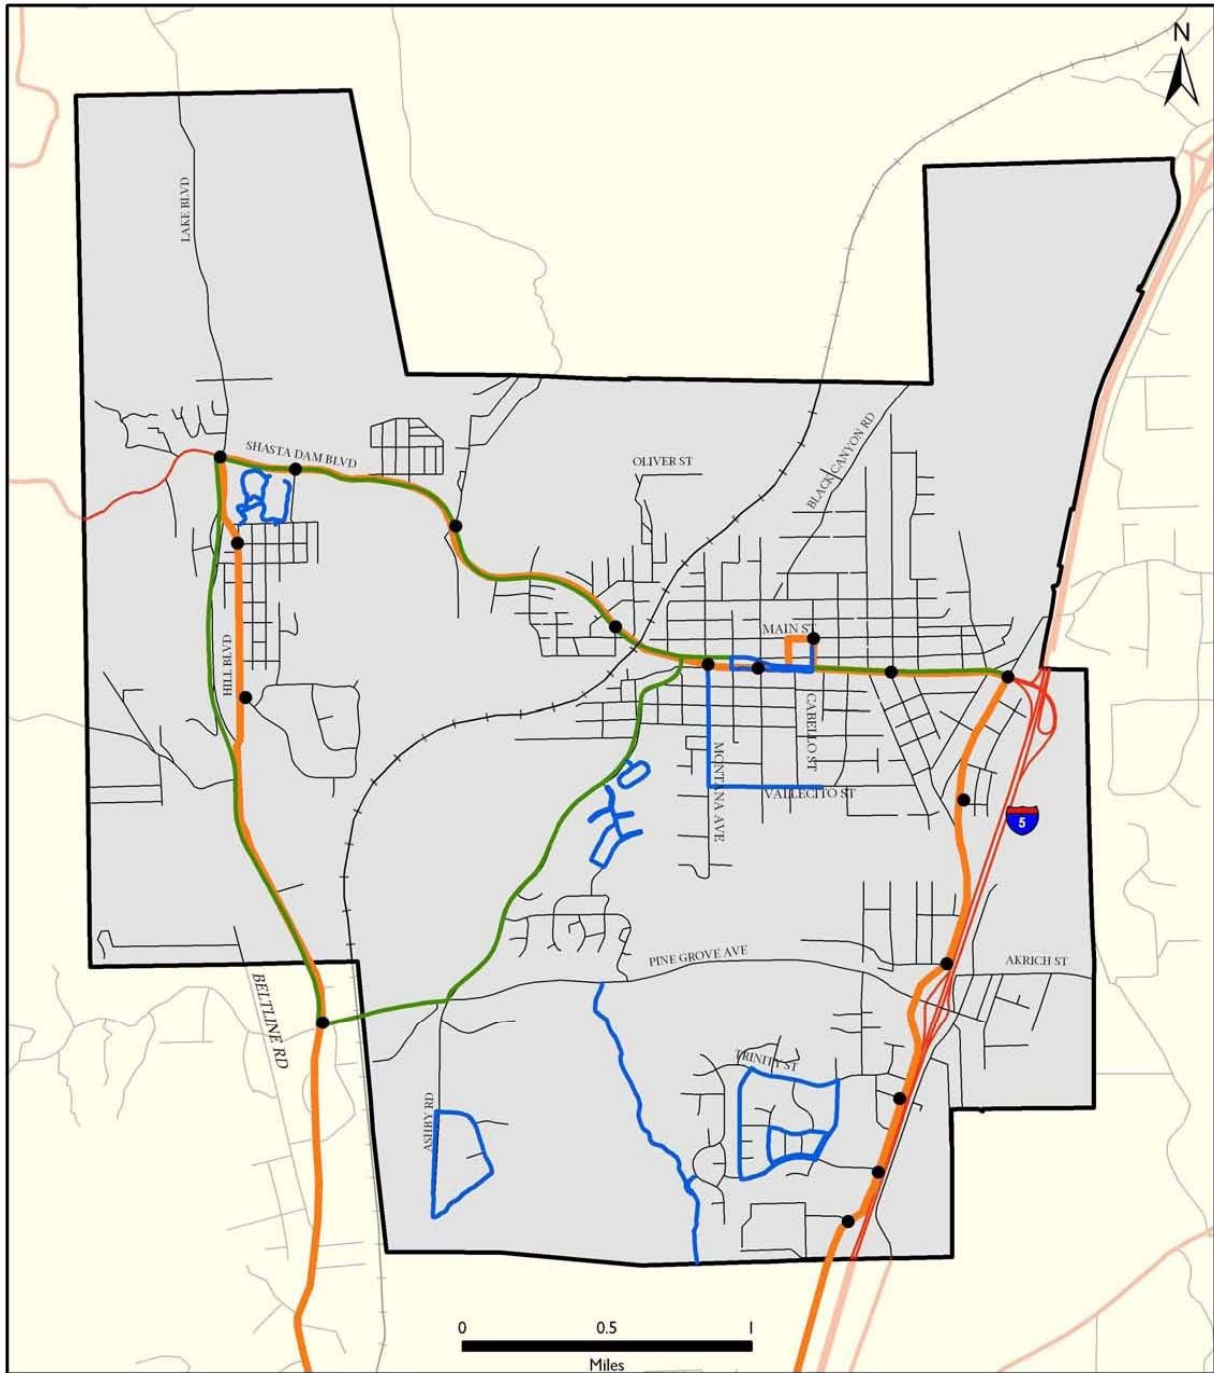 N
LAKE BLVD
SHASTA DAM BLVD
OLIVER ST
BLACK CANYON RD
MAIN ST
HILL BLVD
CABELLO ST
MONTANA AVE
VALLECITO ST
5
PINE GROVE AVE
AKRICH ST
BELTLINE RD
TRINITY ST
ASHBY RD
0 0.5 1
Miles